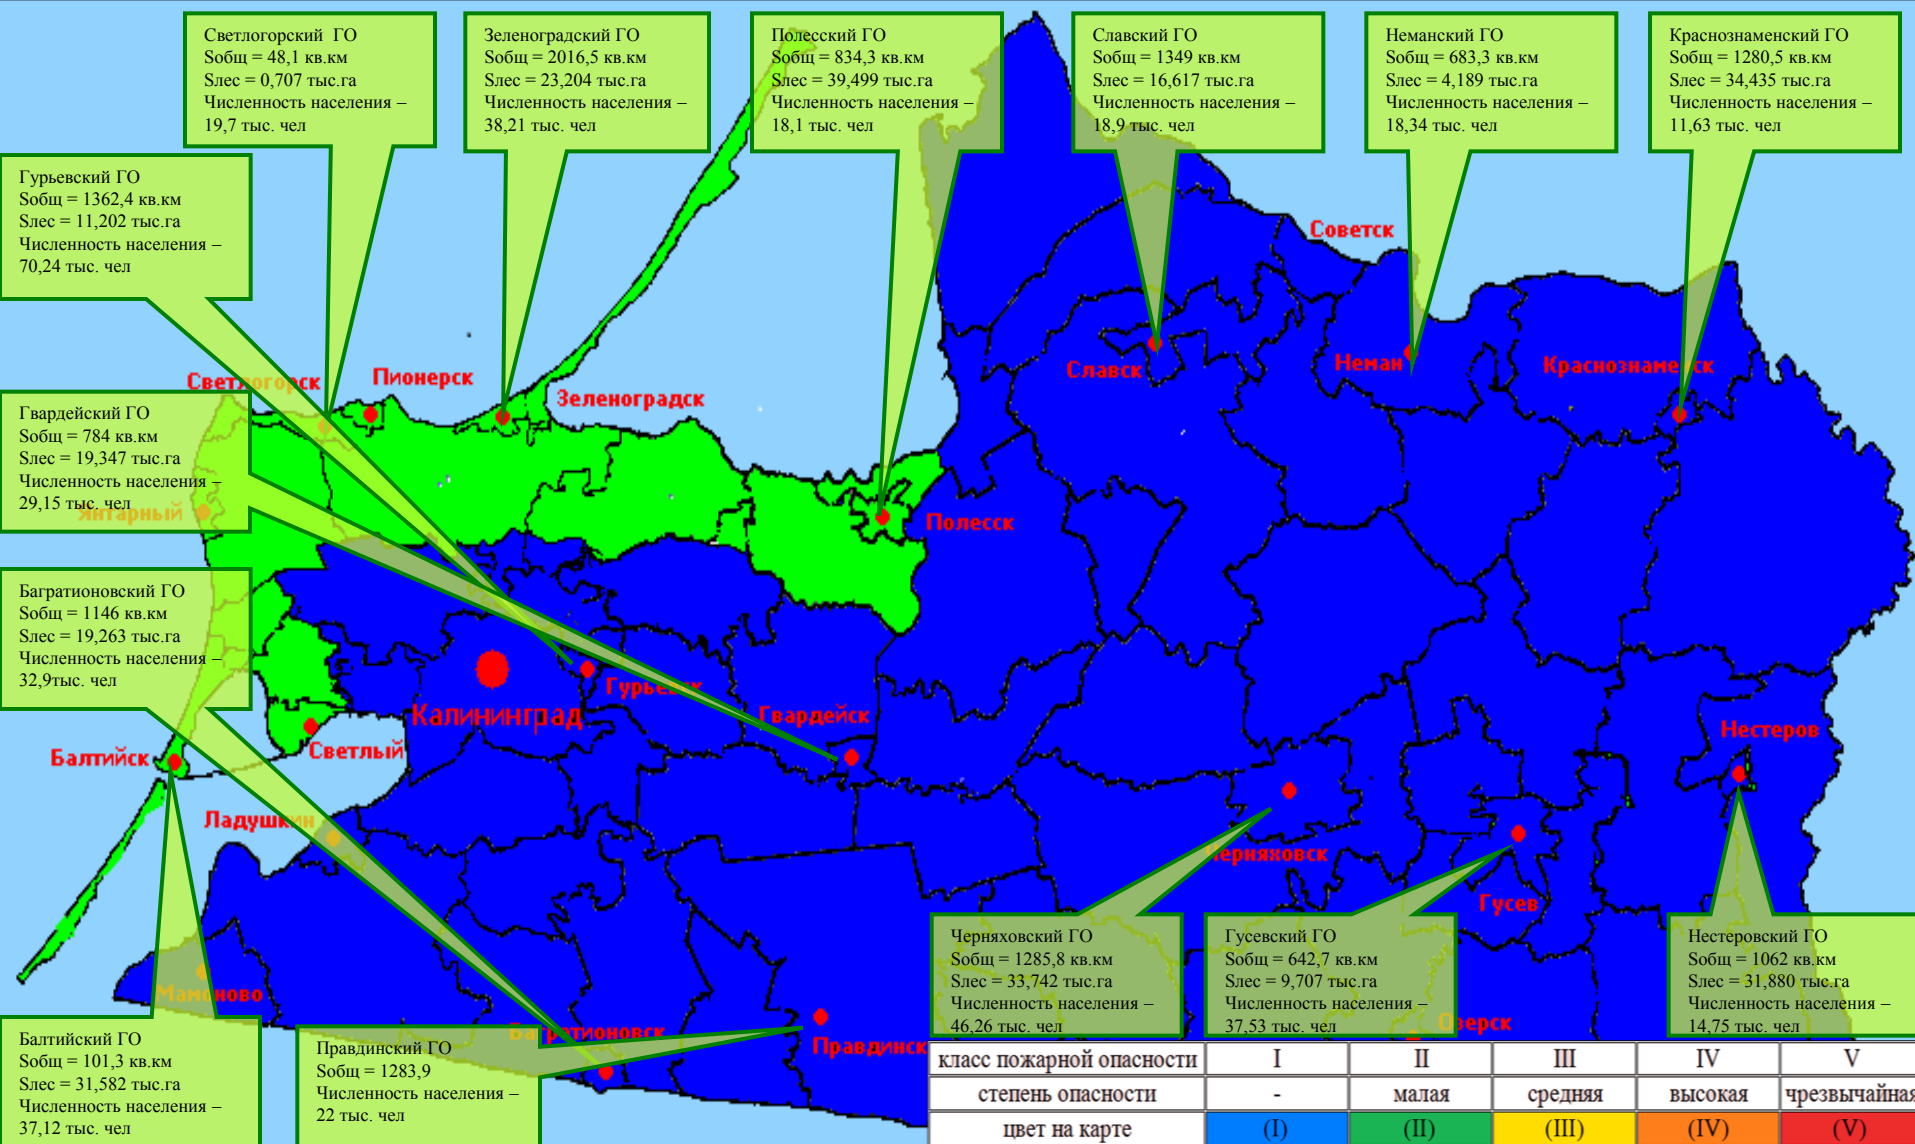 Светлогорский ГО
Sобщ = 48,1 кв.км
Sлес = 0,707 тыс.га
Численность населения –
19,7 тыс. чел
Зеленоградский ГО
Sобщ = 2016,5 кв.км
Sлес = 23,204 тыс.га
Численность населения –
38,21 тыс. чел
Полесский ГО
Sобщ = 834,3 кв.км
Sлес = 39,499 тыс.га
Численность населения –
18,1 тыс. чел
Славский ГО
Sобщ = 1349 кв.км
Sлес = 16,617 тыс.га
Численность населения –
18,9 тыс. чел
Неманский ГО
Sобщ = 683,3 кв.км
Sлес = 4,189 тыс.га
Численность населения –
18,34 тыс. чел
Краснознаменский ГО
Sобщ = 1280,5 кв.км
Sлес = 34,435 тыс.га
Численность населения –
11,63 тыс. чел
Гурьевский ГО
Sобщ = 1362,4 кв.км
Sлес = 11,202 тыс.га
Численность населения –
70,24 тыс. чел
Советск
Светлогорск
Пионерск
Зеленоградск
Славск
Неман
Краснознаменск
Гвардейский ГО
Sобщ = 784 кв.км
Sлес = 19,347 тыс.га
Численность населения –
29,15 тыс. чел
Янтарный
Полесск
Багратионовский ГО
Sобщ = 1146 кв.км
Sлес = 19,263 тыс.га
Численность населения –
32,9тыс. чел
Гурьевск
Калининград
Гвардейск
Нестеров
Балтийск
Светлый
Ладушкин
Черняховск
Гусев
Мамоново
Черняховский ГО
Sобщ = 1285,8 кв.км
Sлес = 33,742 тыс.га
Численность населения –
46,26 тыс. чел
Гусевский ГО
Sобщ = 642,7 кв.км
Sлес = 9,707 тыс.га
Численность населения –
37,53 тыс. чел
Нестеровский ГО
Sобщ = 1062 кв.км
Sлес = 31,880 тыс.га
Численность населения –
14,75 тыс. чел
Озерск
Багратионовск
Правдинск
Балтийский ГО
Sобщ = 101,3 кв.км
Sлес = 31,582 тыс.га
Численность населения –
37,12 тыс. чел
Правдинский ГО
Sобщ = 1283,9
Численность населения –
22 тыс. чел
класс пожарной опасности I II III IV V
степень опасности - малая средняя высокая чрезвычайная
цвет на карте (I) (II) (III) (IV) (V)